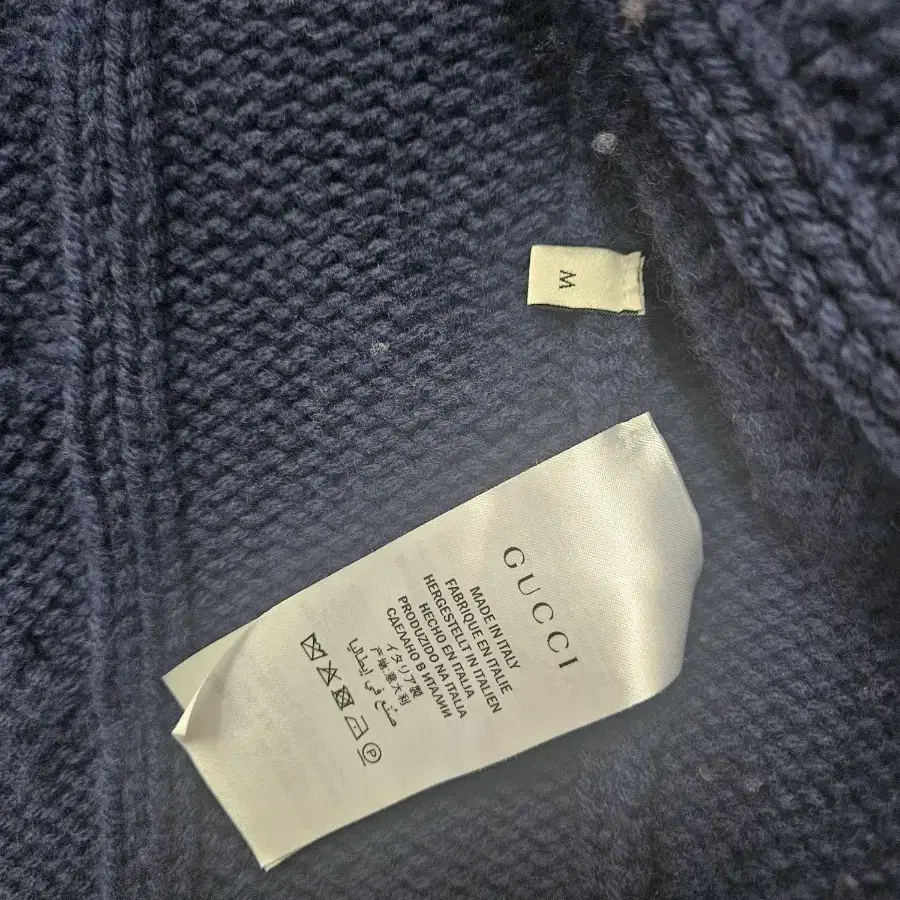 M
GUCCI
MADE IN ITALY
FABRIQUE EN ITALIE
HERGESTELLT IN ITALIEN
HECHO EN ITALIA
PRODUZIDO NA ITALIA
СДЕЛАНО В ИТАЛИИ
イタリア製
产地:意大利
صنع في إيطاليا
P